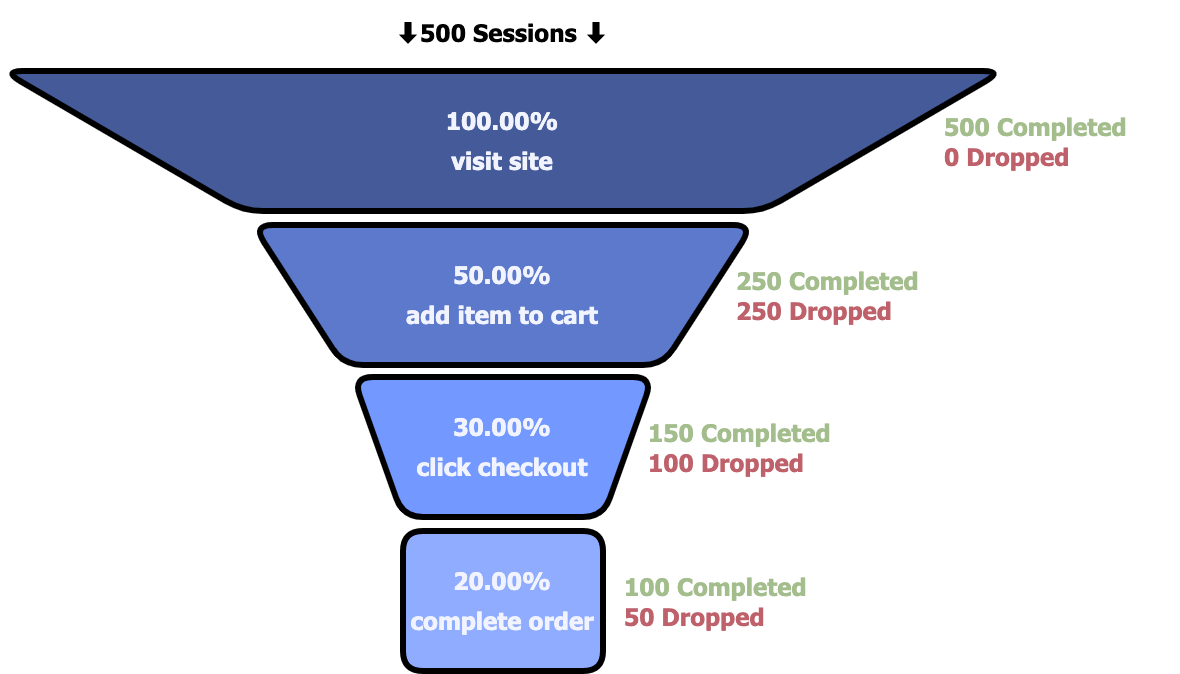 ⬇500 Sessions ⬇
100.00%
visit site
500 Completed
0 Dropped
50.00%
add item to cart
250 Completed
250 Dropped
30.00%
click checkout
150 Completed
100 Dropped
20.00%
complete order
100 Completed
50 Dropped